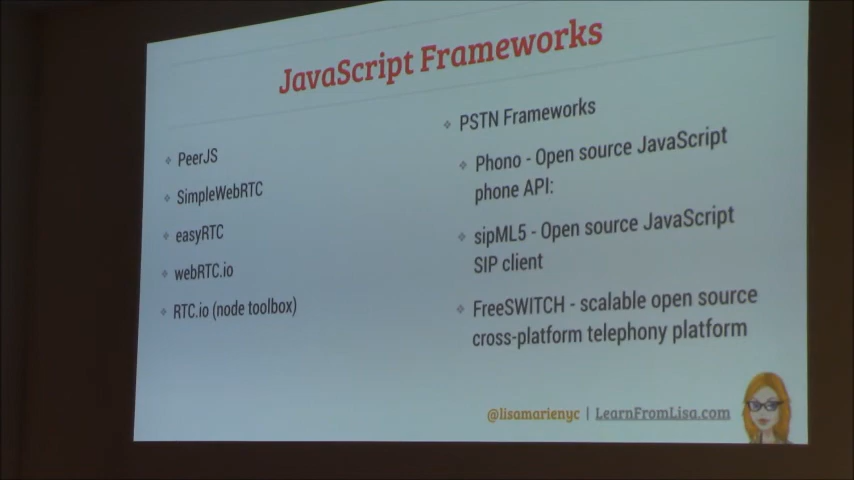 JavaScript Frameworks
PeerJS
SimpleWebRTC
easyRTC
webRTC.io
RTC.io (node toolbox)
PSTN Frameworks
Phono - Open source JavaScript
phone API:
sipML5 - Open source JavaScript
SIP client
FreeSWITCH - scalable open source
cross-platform telephony platform
@lisamarienyc | LearnFromLisa.com